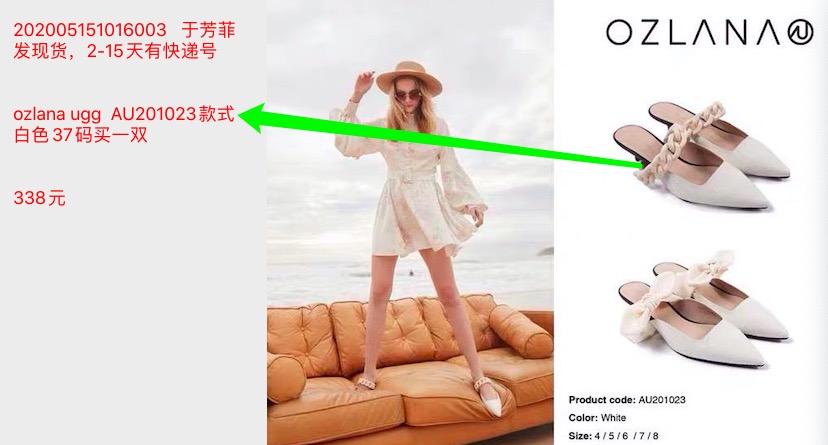 202005151016003 于芳菲
发现货，2-15天有快递号
ozlana ugg AU201023款式
白色37码买一双
338元
OZLANA
Product code: AU201023
Color: White
Size: 4 / 5 / 6 / 7 / 8